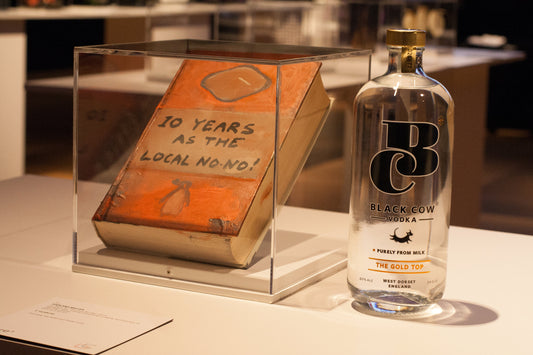 10 YEARS
AS THE
LOCAL NO-NO!
BC
BLACK COW
VODKA
PURELY FROM MILK
THE GOLD TOP
WEST DORSEY
ENGLAND